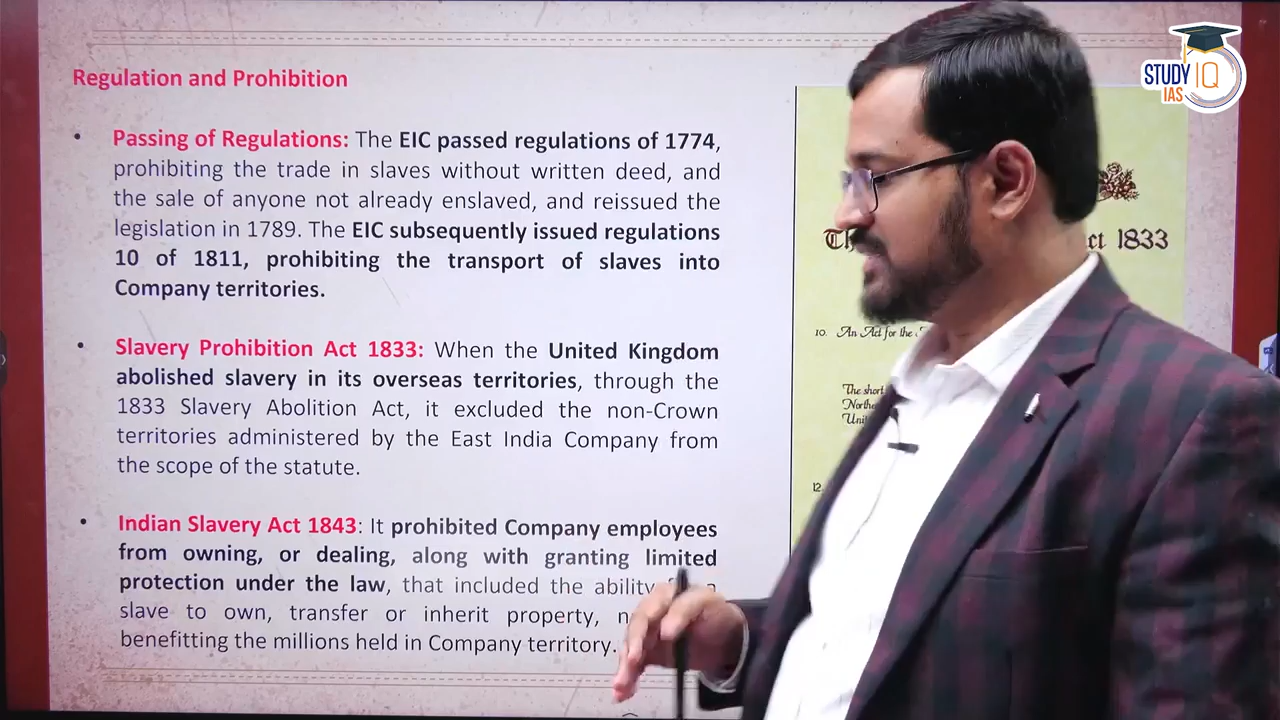 Regulation and Prohibition
• Passing of Regulations: The EIC passed regulations of 1774,
prohibiting the trade in slaves without written deed, and
the sale of anyone not already enslaved, and reissued the
legislation in 1789. The EIC subsequently issued regulations
10 of 1811, prohibiting the transport of slaves into
Company territories.
• Slavery Prohibition Act 1833: When the United Kingdom
abolished slavery in its overseas territories, through the
1833 Slavery Abolition Act, it excluded the non-Crown
territories administered by the East India Company from
the scope of the statute.
• Indian Slavery Act 1843: It prohibited Company employees
from owning, or dealing, along with granting limited
protection under the law, that included the ability
slave to own, transfer or inherit property,
benefitting the millions held in Company territory.
STUDY IQ
IAS
ct 1833
10. An Act for the
The short
12